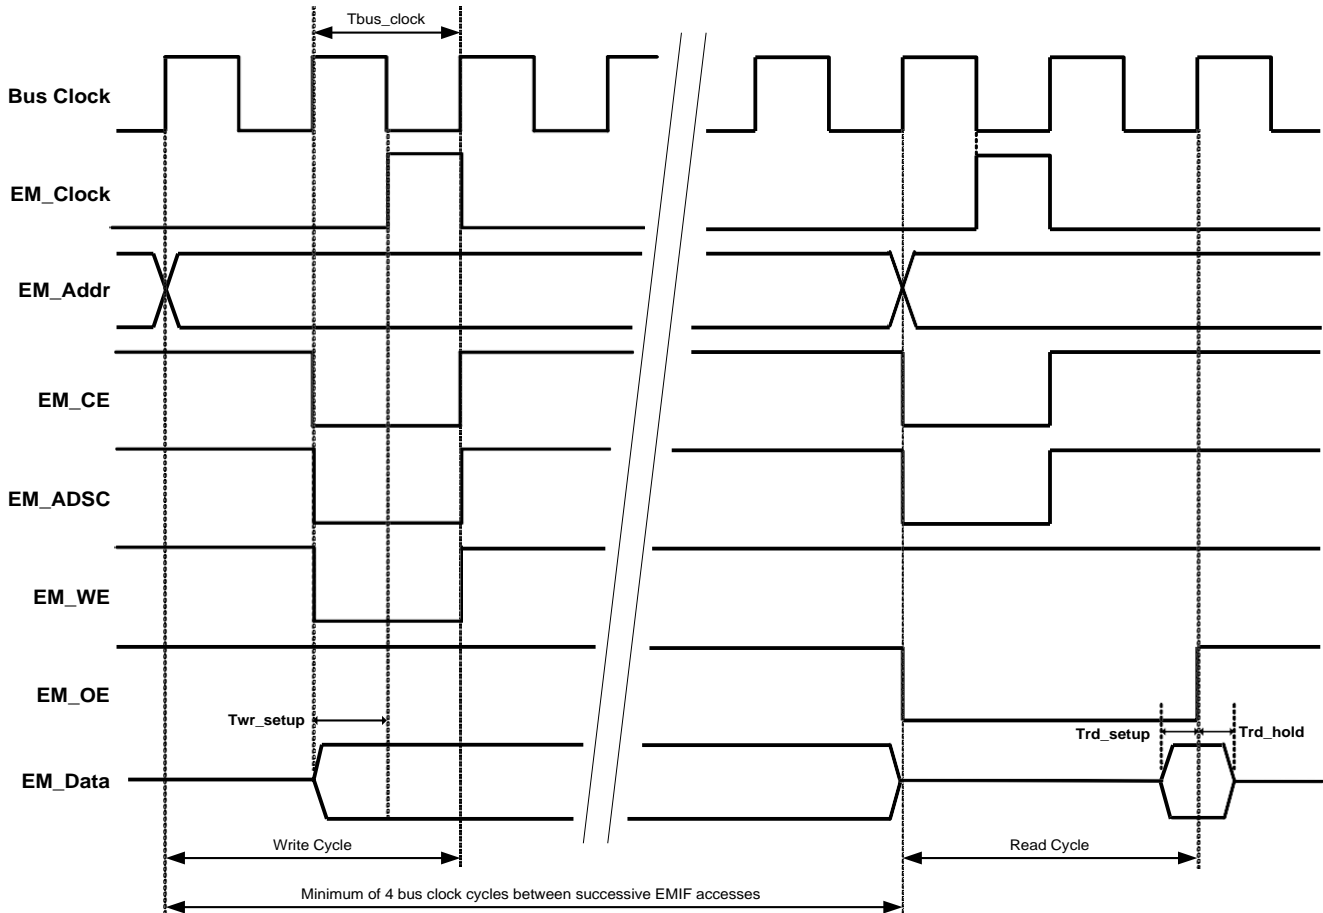 Tbus_clock
Bus Clock
EM_Clock
EM_Addr
EM_CE
EM_ADSC
EM_WE
EM_OE
Twr_setup
Trd_setup
Trd_hold
EM_Data
Write Cycle
Read Cycle
Minimum of 4 bus clock cycles between successive EMIF accesses